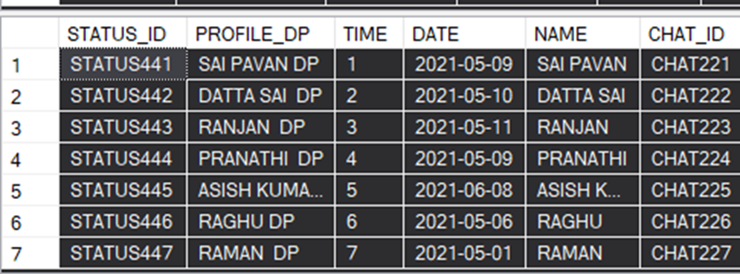 STATUS_ID PROFILE_DP TIME DATE NAME CHAT_ID
1 STATUS441 SAI PAVAN DP 1 2021-05-09 SAI PAVAN CHAT221
2 STATUS442 DATTA SAI  DP 2 2021-05-10 DATTA SAI CHAT222
3 STATUS443 RANJAN  DP 3 2021-05-11 RANJAN CHAT223
4 STATUS444 PRANATHI  DP 4 2021-05-09 PRANATHI CHAT224
5 STATUS445 ASISH KUMA... 5 2021-06-08 ASISH K... CHAT225
6 STATUS446 RAGHU DP 6 2021-05-06 RAGHU CHAT226
7 STATUS447 RAMAN  DP 7 2021-05-01 RAMAN CHAT227